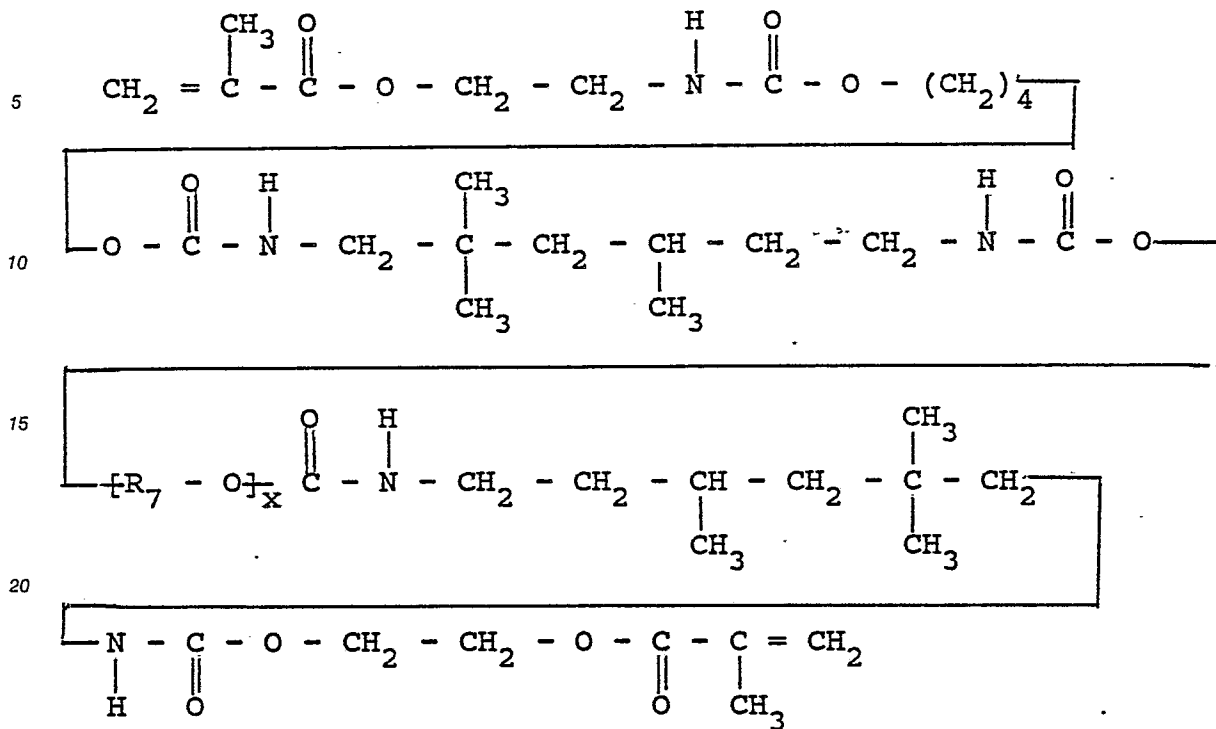 CH3 O H O
CH2 = C - C - O - CH2 - CH2 - N - C - O - (CH2)4
5
O H CH3 H O
O - C - N - CH2 - C - CH2 - CH - CH2 - CH2 - N - C - O
10
CH3 CH3
O H CH3
15
[R7 - O]x C - N - CH2 - CH2 - CH - CH2 - C - CH2
CH3 CH3
20
N - C - O - CH2 - CH2 - O - C - C = CH2
H O O CH3